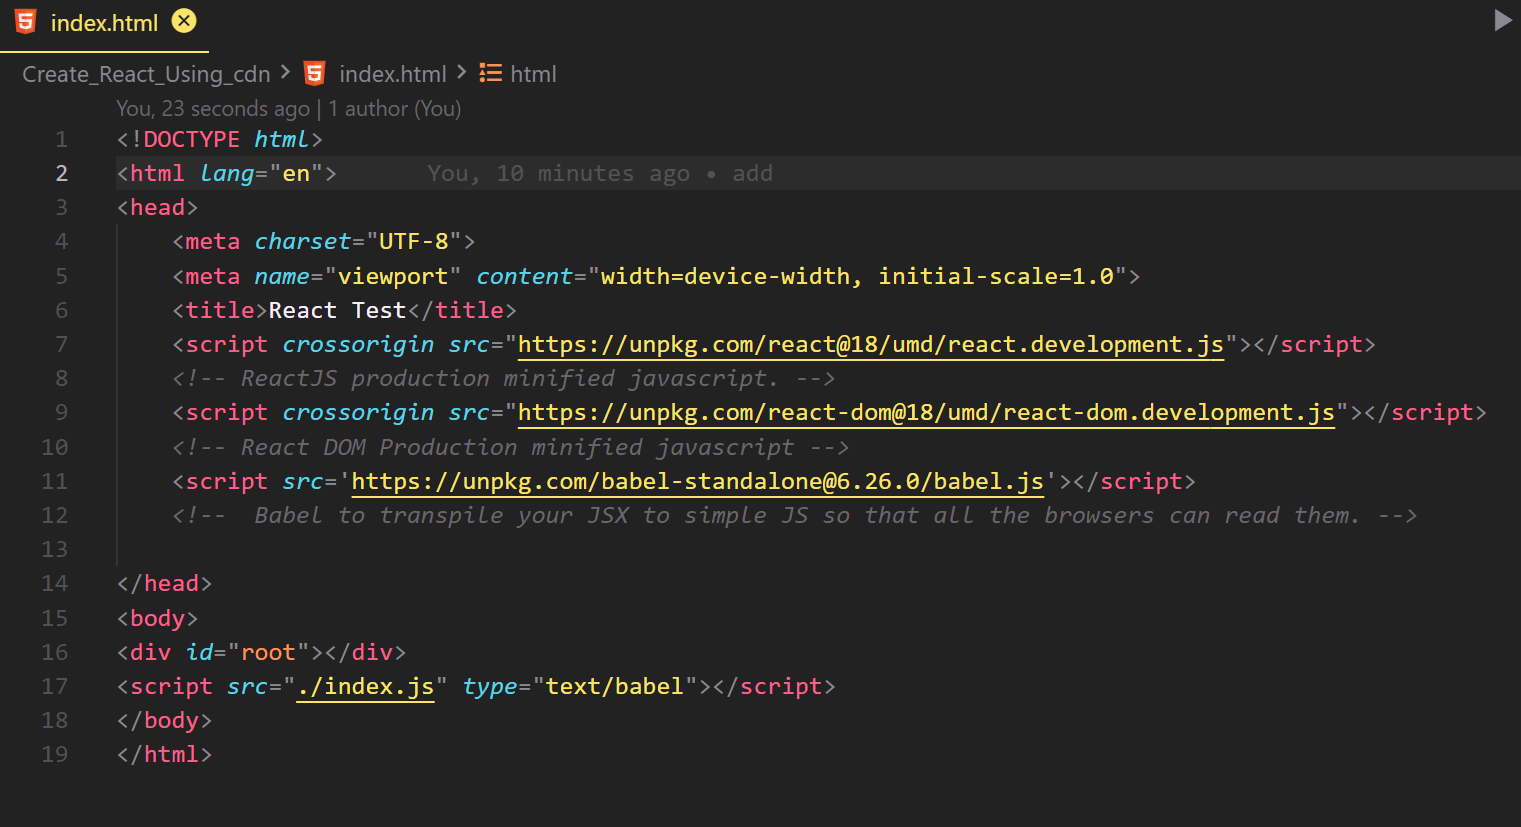 index.html
Create_React_Using_cdn > index.html > html
You, 23 seconds ago | 1 author (You)
1 <!DOCTYPE html>
2 <html lang="en"> You, 10 minutes ago • add
3 <head>
4     <meta charset="UTF-8">
5     <meta name="viewport" content="width=device-width, initial-scale=1.0">
6     <title>React Test</title>
7     <script crossorigin src="https://unpkg.com/react@18/umd/react.development.js"></script>
8     <!-- ReactJS production minified javascript. -->
9     <script crossorigin src="https://unpkg.com/react-dom@18/umd/react-dom.development.js"></script>
10     <!-- React DOM Production minified javascript -->
11     <script src='https://unpkg.com/babel-standalone@6.26.0/babel.js'></script>
12     <!--  Babel to transpile your JSX to simple JS so that all the browsers can read them. -->
13
14 </head>
15 <body>
16 <div id="root"></div>
17 <script src="./index.js" type="text/babel"></script>
18 </body>
19 </html>